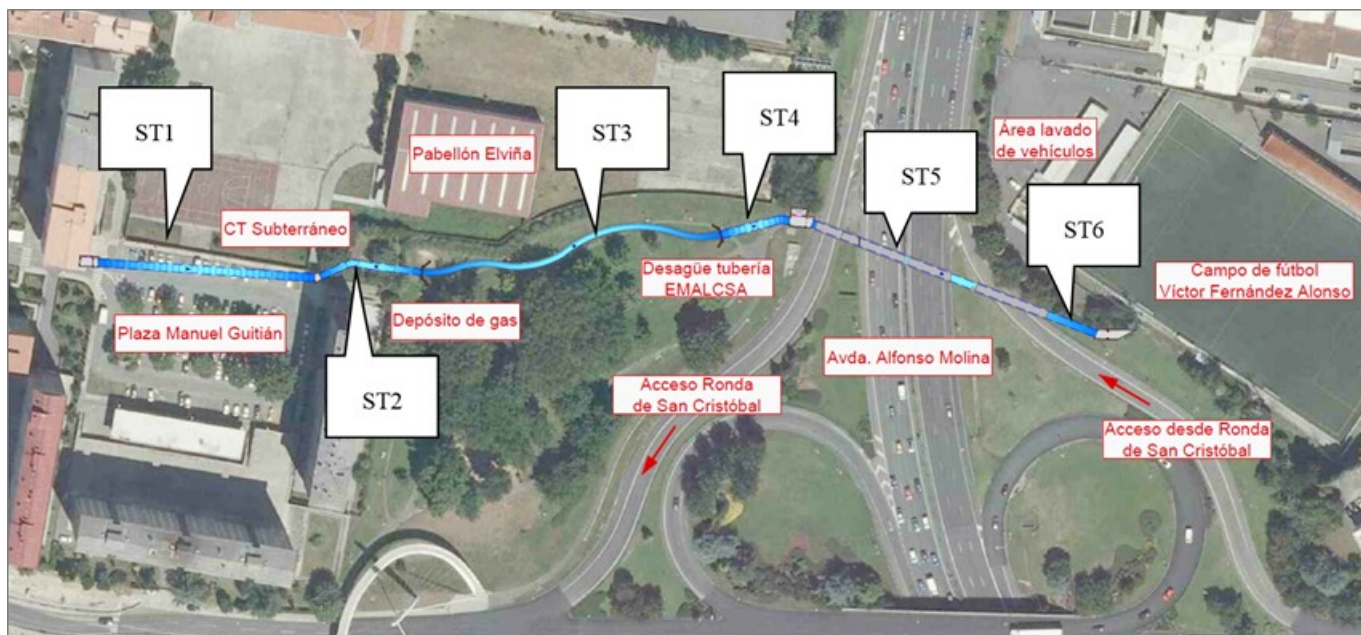 ST1
ST3
ST4
Pabellón Elviña
Área lavado
de vehículos
ST5
ST6
CT Subterráneo
Desagüe tubería
EMALCSA
Campo de fútbol
Víctor Fernández Alonso
Plaza Manuel Guitián
Depósito de gas
ST2
Avda. Alfonso Molina
Acceso Ronda
de San Cristóbal
Acceso desde Ronda
de San Cristóbal